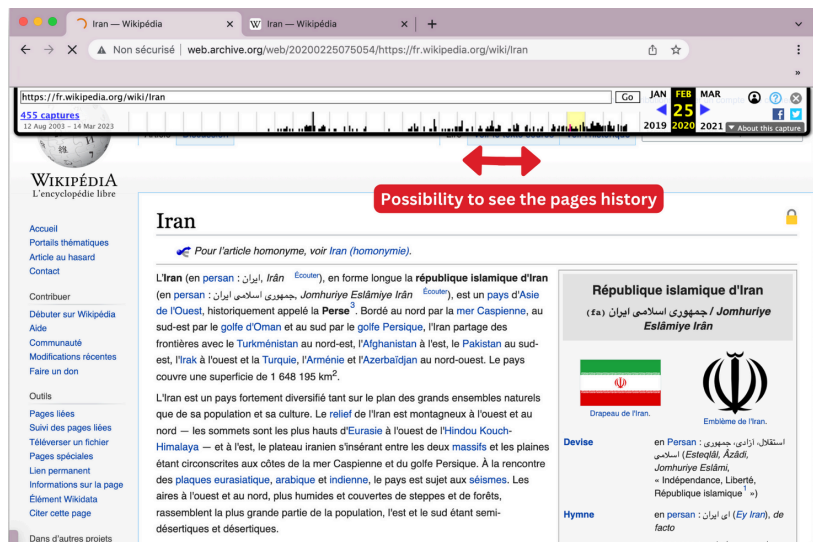 Iran — Wikipédia
Iran — Wikipédia
Non sécurisé | web.archive.org/web/20200225075054/https://fr.wikipedia.org/wiki/Iran
https://fr.wikipedia.org/wiki/Iran
Go
JAN FEB MAR
455 captures
25
12 Aug 2003 – 14 Mar 2023
2019 2020 2021
About this capture
WIKIPÉDIA
L'encyclopédie libre
Possibility to see the pages history
Accueil
Portails thématiques
Article au hasard
Contact
Contribuer
Débuter sur Wikipédia
Aide
Communauté
Modifications récentes
Faire un don
Outils
Pages liées
Suivi des pages liées
Téléverser un fichier
Pages spéciales
Lien permanent
Informations sur la page
Élément Wikidata
Citer cette page
Dans d'autres projets
Iran
Pour l'article homonyme, voir Iran (homonymie).
L'Iran (en persan : ایران, Irân Écouter), en forme longue la république islamique d'Iran
(en persan : جمهوری اسلامی ایران, Jomhuriye Eslâmiye Irân Écouter), est un pays d'Asie
de l'Ouest, historiquement appelé la Perse3. Bordé au nord par la mer Caspienne, au
sud-est par le golfe d'Oman et au sud par le golfe Persique, l'Iran partage des
frontières avec le Turkménistan au nord-est, l'Afghanistan à l'est, le Pakistan au sud-
est, l'Irak à l'ouest et la Turquie, l'Arménie et l'Azerbaïdjan au nord-ouest. Le pays
couvre une superficie de 1 648 195 km2.
L'Iran est un pays fortement diversifié tant sur le plan des grands ensembles naturels
que de sa population et sa culture. Le relief de l'Iran est montagneux à l'ouest et au
nord — les sommets sont les plus hauts d'Eurasie à l'ouest de l'Hindou Kouch-
Himalaya — et à l'est, le plateau iranien s'insérant entre les deux massifs et les plaines
étant circonscrites aux côtes de la mer Caspienne et du golfe Persique. À la rencontre
des plaques eurasiatique, arabique et indienne, le pays est sujet aux séismes. Les
aires à l'ouest et au nord, plus humides et couvertes de steppes et de forêts,
rassemblent la plus grande partie de la population, l'est et le sud étant semi-
désertiques et désertiques.
République islamique d'Iran
(fa) جمهوری اسلامی ایران / Jomhuriye
Eslâmiye Irân
Drapeau de l'Iran.
Emblème de l'Iran.
Devise
en Persan : استقلال، آزادی، جمهوری
اسلامی (Esteqlâl, Âzâdi,
Jomhuriye Eslâmi,
« Indépendance, Liberté,
République islamique1 »)
Hymne
en persan : ای ایران (Ey Iran), de
facto